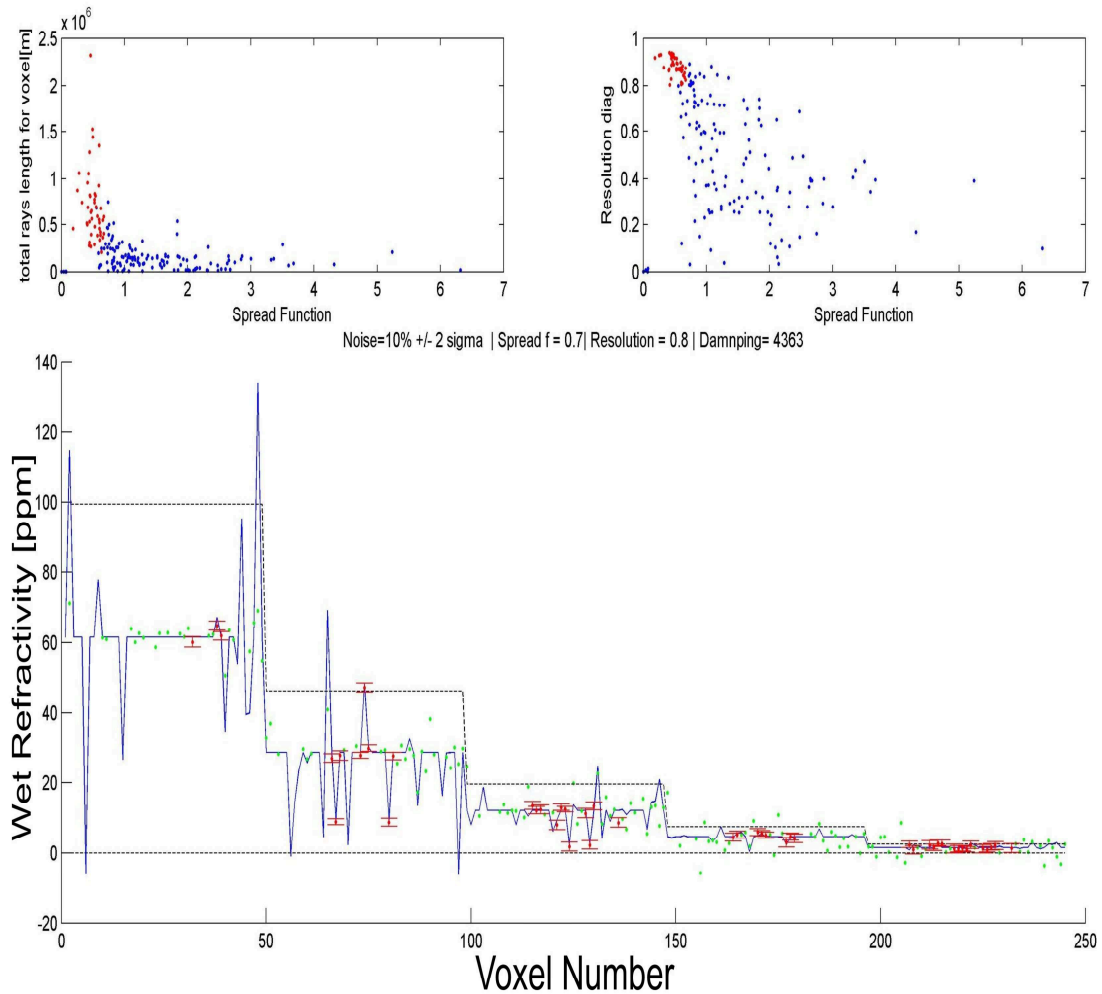 x 10^6
2.5
2
1.5
1
0.5
0
total rays length for voxel[m]
0 1 2 3 4 5 6 7
Spread Function
1
0.8
0.6
0.4
0.2
0
Resolution diag
0 1 2 3 4 5 6 7
Spread Function
Noise=10% +/- 2 sigma | Spread f = 0.7| Resolution = 0.8 | Damnping= 4363
140
120
100
80
60
40
20
0
-20
Wet Refractivity [ppm]
0 50 100 150 200 250
Voxel Number